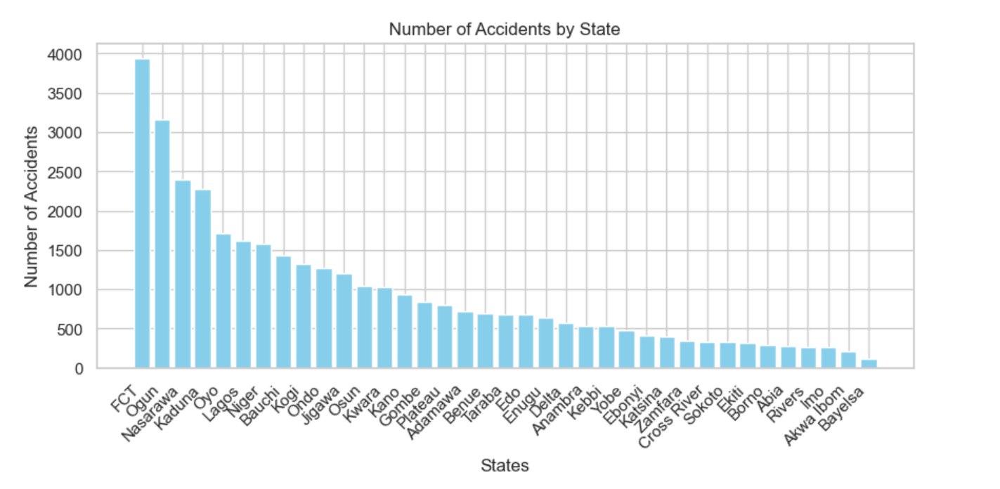 Number of Accidents by State
Number of Accidents
4000
3500
3000
2500
2000
1500
1000
500
0
FCT
Ogun
Nasarawa
Kaduna
Oyo
Lagos
Niger
Bauchi
Kogi
Ondo
Jigawa
Osun
Kwara
Kano
Gombe
Plateau
Adamawa
Benue
Taraba
Edo
Enugu
Delta
Anambra
Kebbi
Yobe
Ebonyi
Katsina
Zamfara
Cross River
Sokoto
Ekiti
Borno
Abia
Rivers
Imo
Akwa Ibom
Bayelsa
States